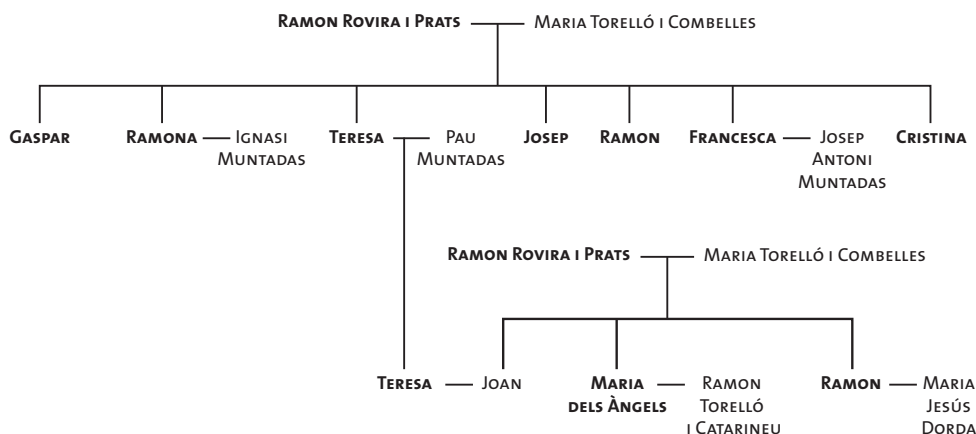 Ramon Rovira i Prats Maria Torelló i Combelles
Gaspar Ramona Ignasi Teresa Pau Josep Ramon Francesca Josep Cristina
Muntadas Muntadas Antoni
Muntadas
Ramon Rovira i Prats Maria Torelló i Combelles
Teresa Joan Maria Ramon Ramon Maria
dels Àngels Torelló Jesús
i Catarineu Dorda